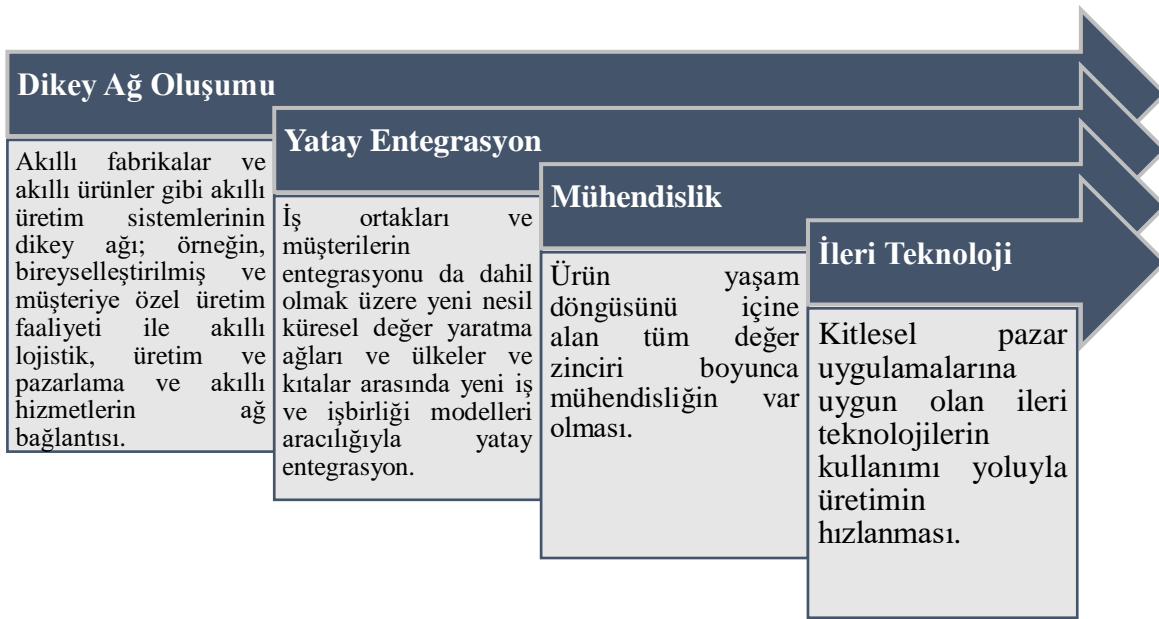 Dikey Ağ Oluşumu
Akıllı fabrikalar ve
akıllı ürünler gibi akıllı
üretim sistemlerinin
dikey ağı; örneğin,
bireyselleştirilmiş ve
müşteriye özel üretim
faaliyeti ile akıllı
lojistik, üretim ve
pazarlama ve akıllı
hizmetlerin ağ
bağlantısı.
Yatay Entegrasyon
İş ortakları ve
müşterilerin
entegrasyonu da dahil
olmak üzere yeni nesil
küresel değer yaratma
ağları ve ülkeler ve
kıtalar arasında yeni iş
ve işbirliği modelleri
aracılığıyla yatay
entegrasyon.
Mühendislik
Ürün yaşam
döngüsünü içine
alan tüm değer
zinciri boyunca
mühendisliğin var
olması.
İleri Teknoloji
Kitlesel pazar
uygulamalarına
uygun olan ileri
teknolojilerin
kullanımı yoluyla
üretimin
hızlanması.